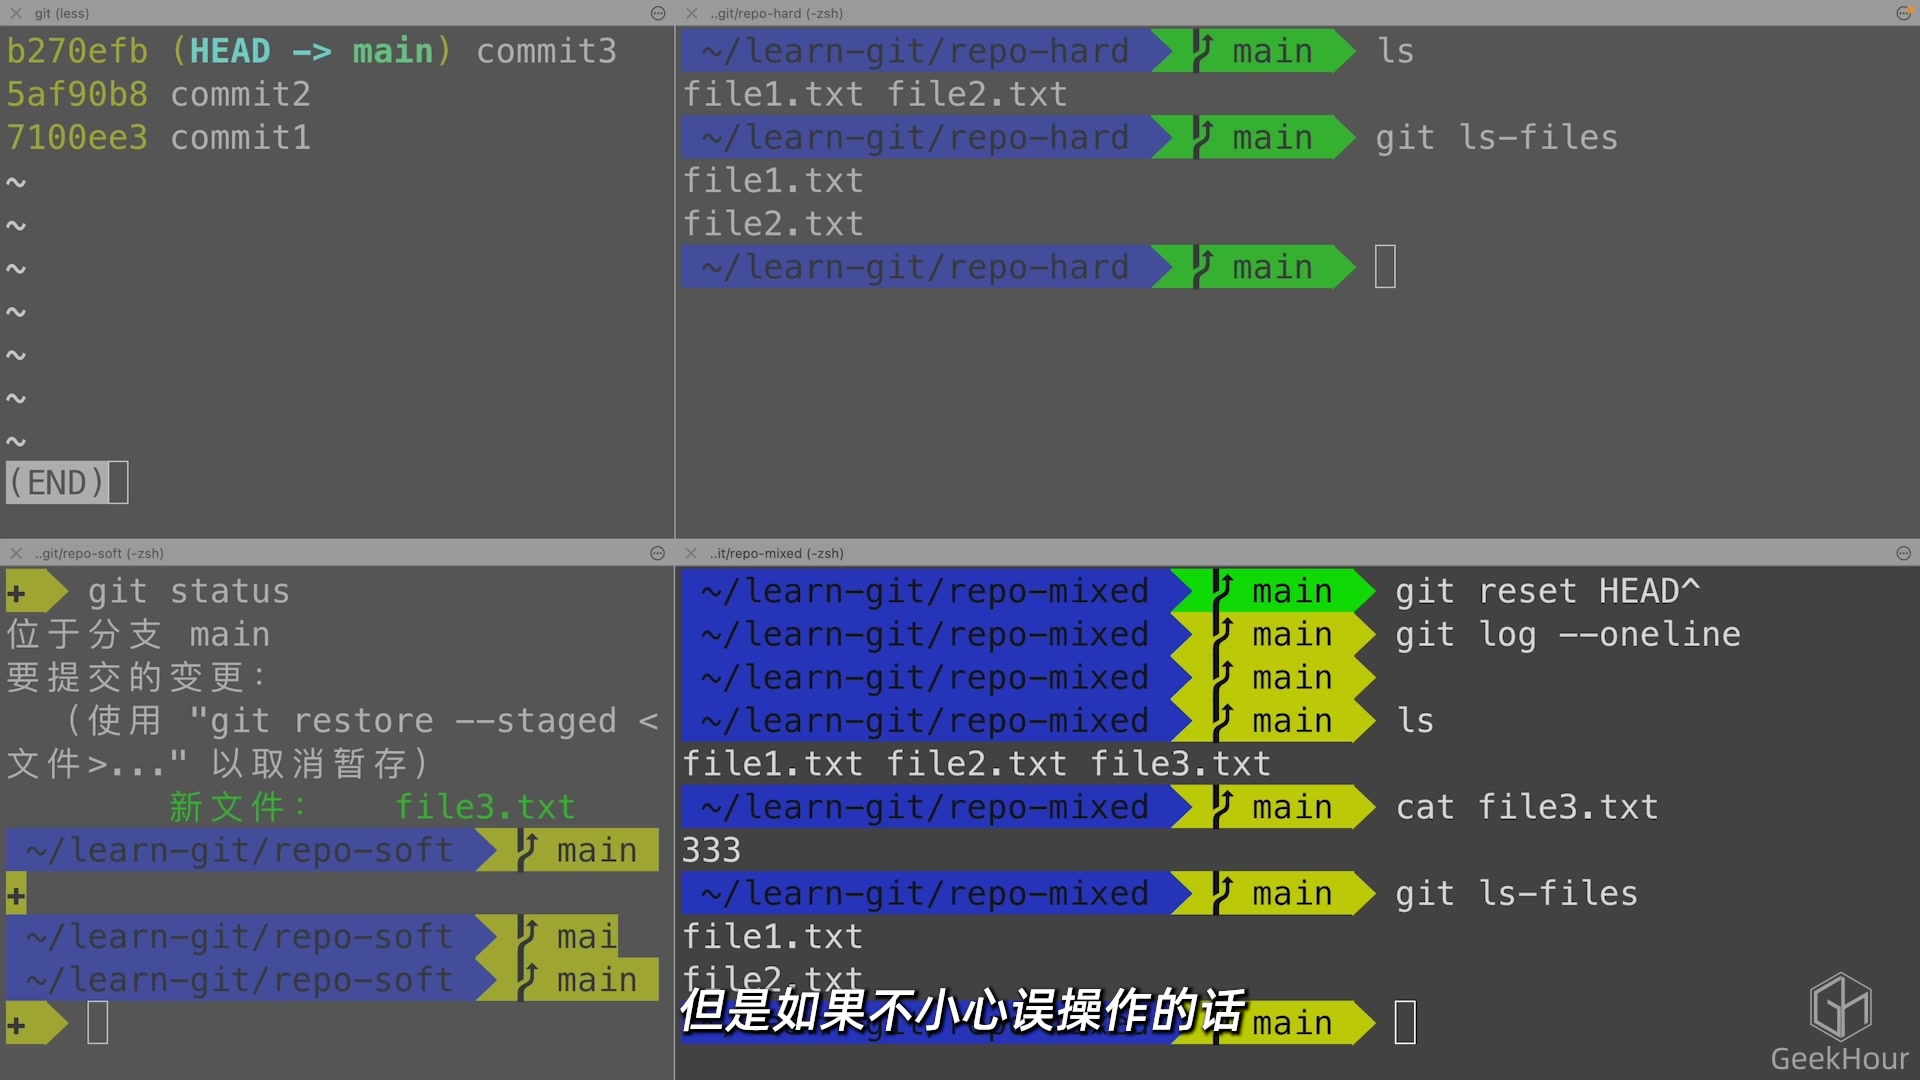 git (less)
b270efb (HEAD -> main) commit3
5af90b8 commit2
7100ee3 commit1
~
~
~
~
~
~
~
(END)
..git/repo-hard (-zsh)
~/learn-git/repo-hard main ls
file1.txt file2.txt
~/learn-git/repo-hard main git ls-files
file1.txt
file2.txt
~/learn-git/repo-hard main
..git/repo-soft (-zsh)
+ git status
位于分支 main
要提交的变更：
（使用 "git restore --staged <
文件>..." 以取消暂存）
新文件： file3.txt
~/learn-git/repo-soft main
+
~/learn-git/repo-soft mai
~/learn-git/repo-soft main
+
..it/repo-mixed (-zsh)
~/learn-git/repo-mixed main git reset HEAD^
~/learn-git/repo-mixed main git log --oneline
~/learn-git/repo-mixed main
~/learn-git/repo-mixed main ls
file1.txt file2.txt file3.txt
~/learn-git/repo-mixed main cat file3.txt
333
~/learn-git/repo-mixed main git ls-files
file1.txt
file2.txt
~/learn-git/repo-mixed main
但是如果不小心误操作的话
GeekHour